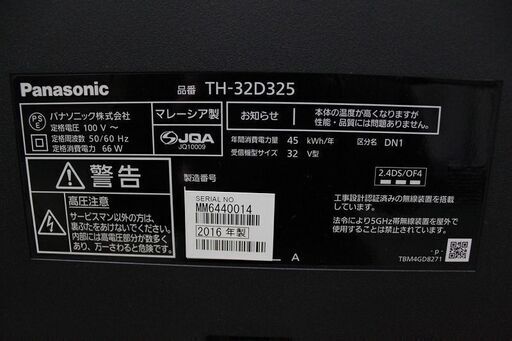 Panasonic
品番 TH-32D325
PS
E
パナソニック株式会社
定格電圧 100 V ～
定格周波数 50/60 Hz
定格消費電力 66 W
マレーシア製
JQA
JQ10009
お知らせ
本体の温度が高くなりますが
性能・品質には問題ありません。
年間消費電力量 45 kWh/年 区分名 DN1
受信機型サイズ 32 V型
2.4DS/OF4
警告
高圧注意
サービスマン以外の方は、
裏ぶたをあけないでください。
内部には高電圧部分が数多く
あり、万一さわると危険です。
製造番号
SERIAL NO.
MM6440014
2016 年製
A
工事設計認証済みの無線装置を
内蔵しています。
法令により5GHz帯無線装置を屋外で
使用することは禁止されています。
- p -
TBM4GD8271